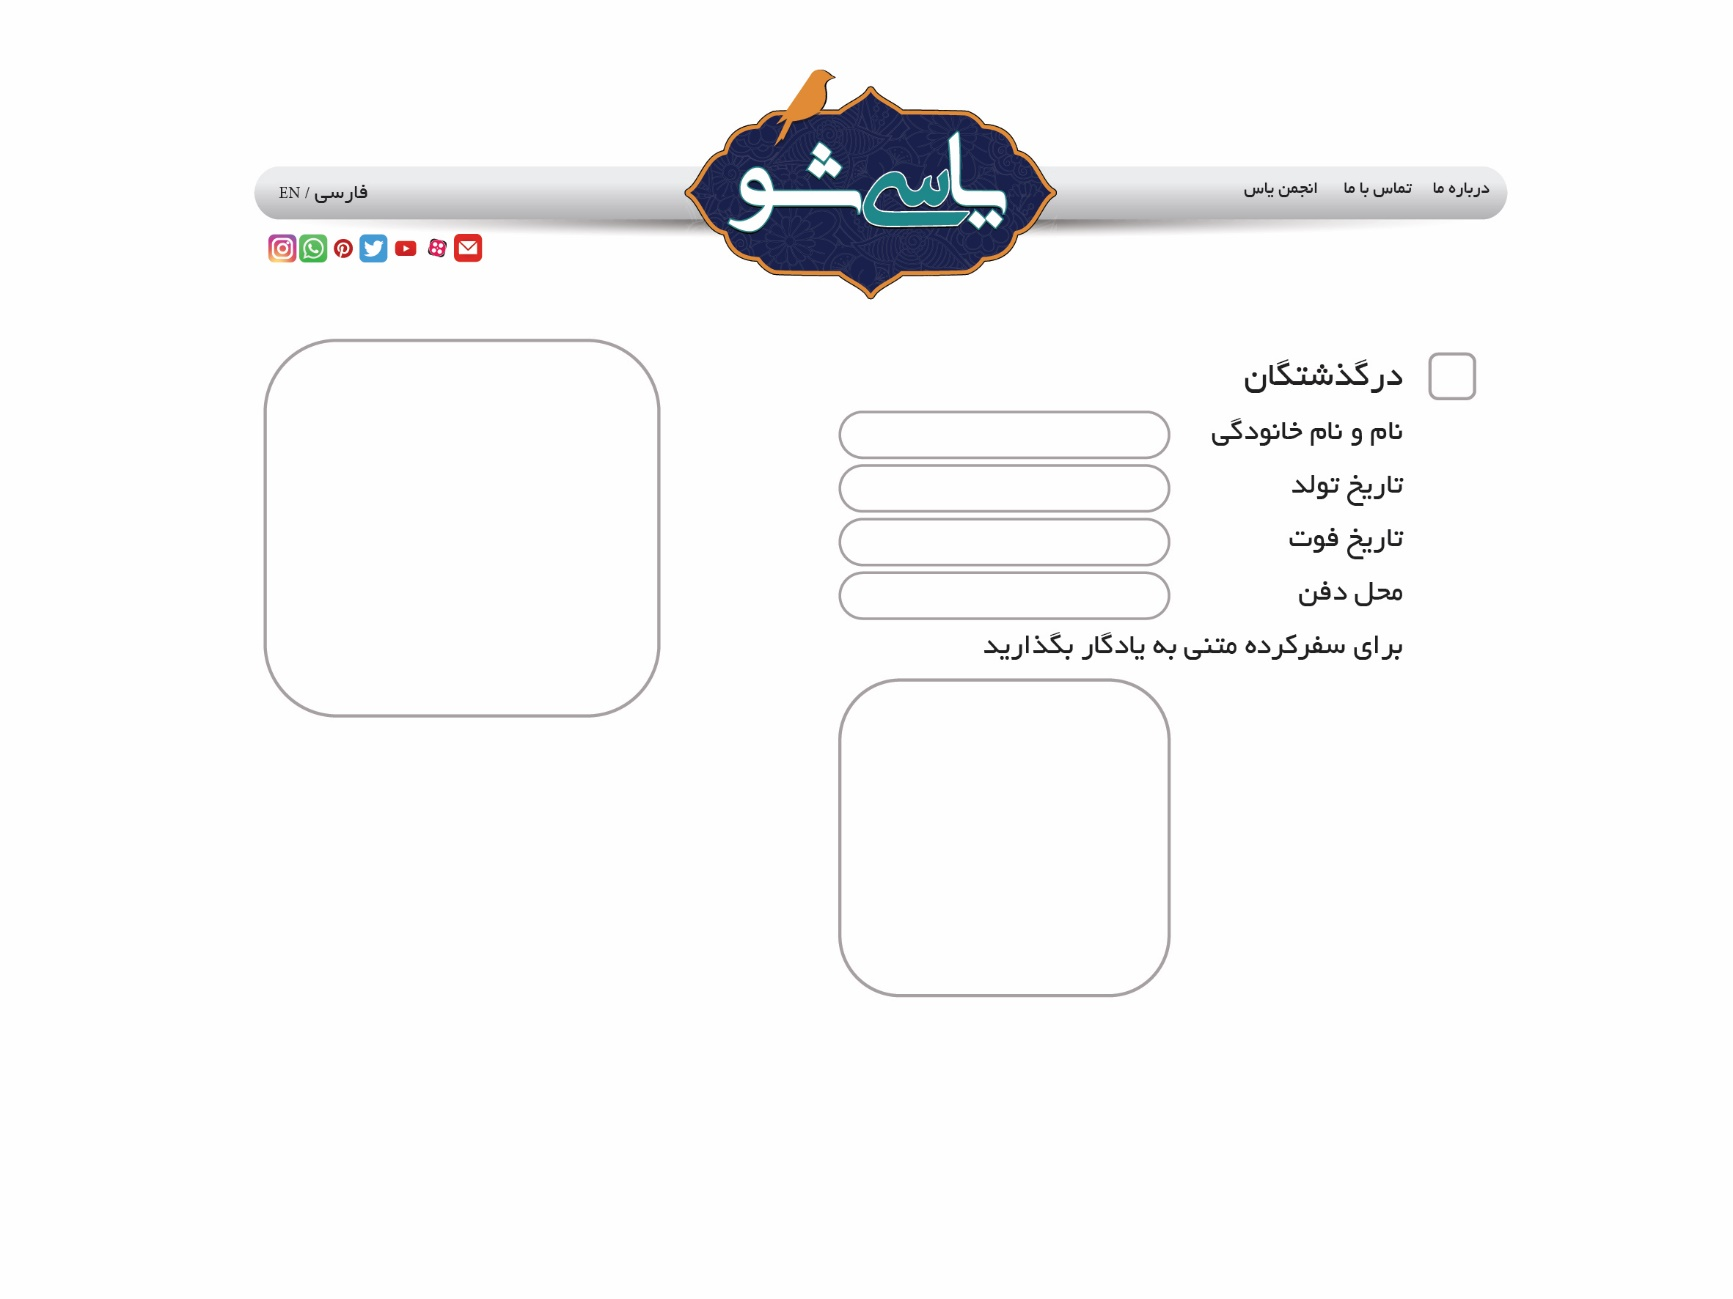 یاسی شو
درباره ما تماس با ما انجمن یاس
فارسی / EN
درگذشتگان
نام و نام خانودگی
تاریخ تولد
تاریخ فوت
محل دفن
برای سفرکرده متنی به یادگار بگذارید